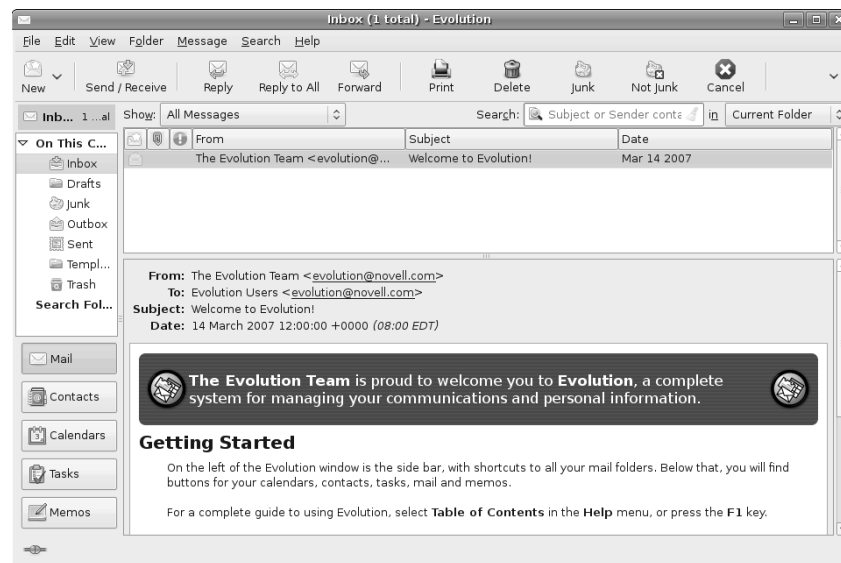 Inbox (1 total) - Evolution
File Edit View Folder Message Search Help
New Send / Receive Reply Reply to All Forward Print Delete Junk Not Junk Cancel
Inb... 1 ...al Show: All Messages Search: Subject or Sender conta in Current Folder
On This C...
Inbox
Drafts
Junk
Outbox
Sent
Templ...
Trash
Search Fol...
Mail
Contacts
Calendars
Tasks
Memos
From Subject Date
The Evolution Team <evolution@... Welcome to Evolution! Mar 14 2007
From: The Evolution Team <evolution@novell.com>
To: Evolution Users <evolution@novell.com>
Subject: Welcome to Evolution!
Date: 14 March 2007 12:00:00 +0000 (08:00 EDT)
The Evolution Team is proud to welcome you to Evolution, a complete
system for managing your communications and personal information.
Getting Started
On the left of the Evolution window is the side bar, with shortcuts to all your mail folders. Below that, you will find
buttons for your calendars, contacts, tasks, mail and memos.
For a complete guide to using Evolution, select Table of Contents in the Help menu, or press the F1 key.